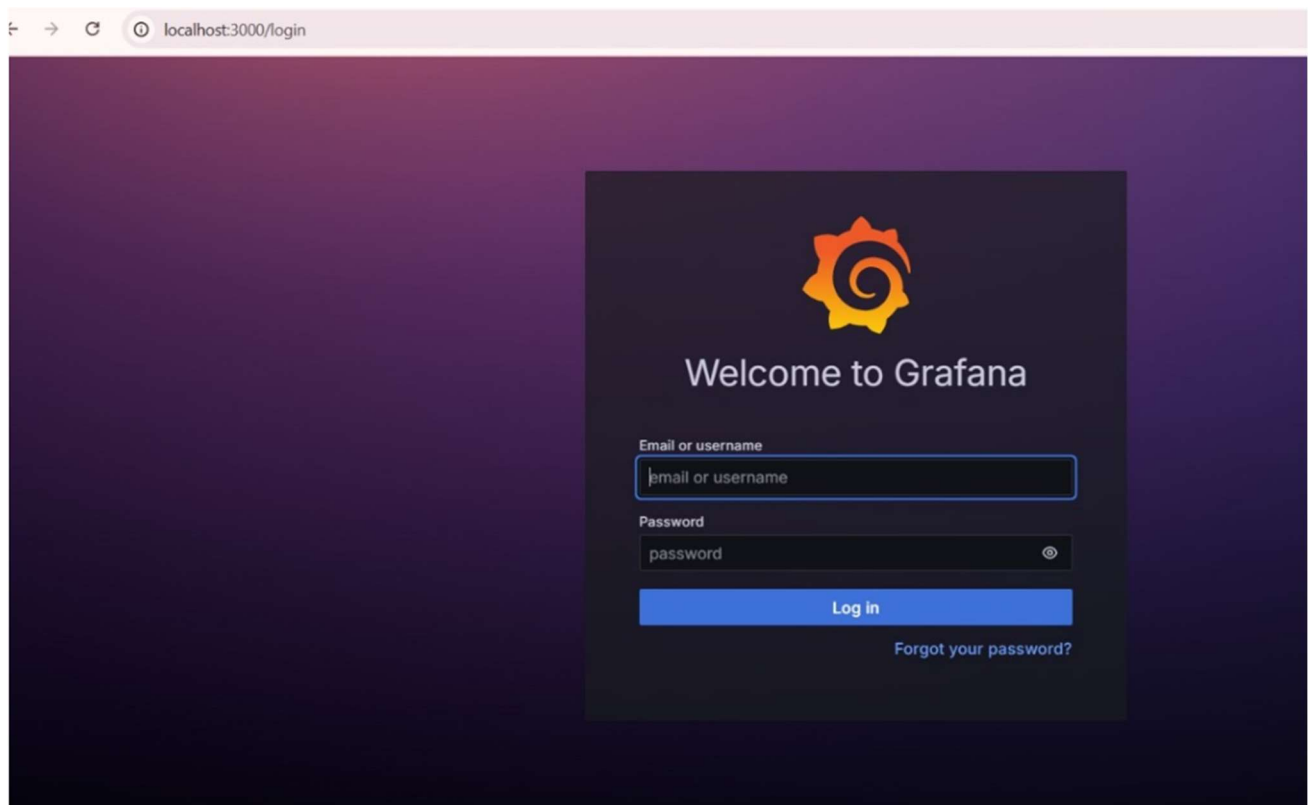 localhost:3000/login
Welcome to Grafana
Email or username
email or username
Password
password
Log in
Forgot your password?